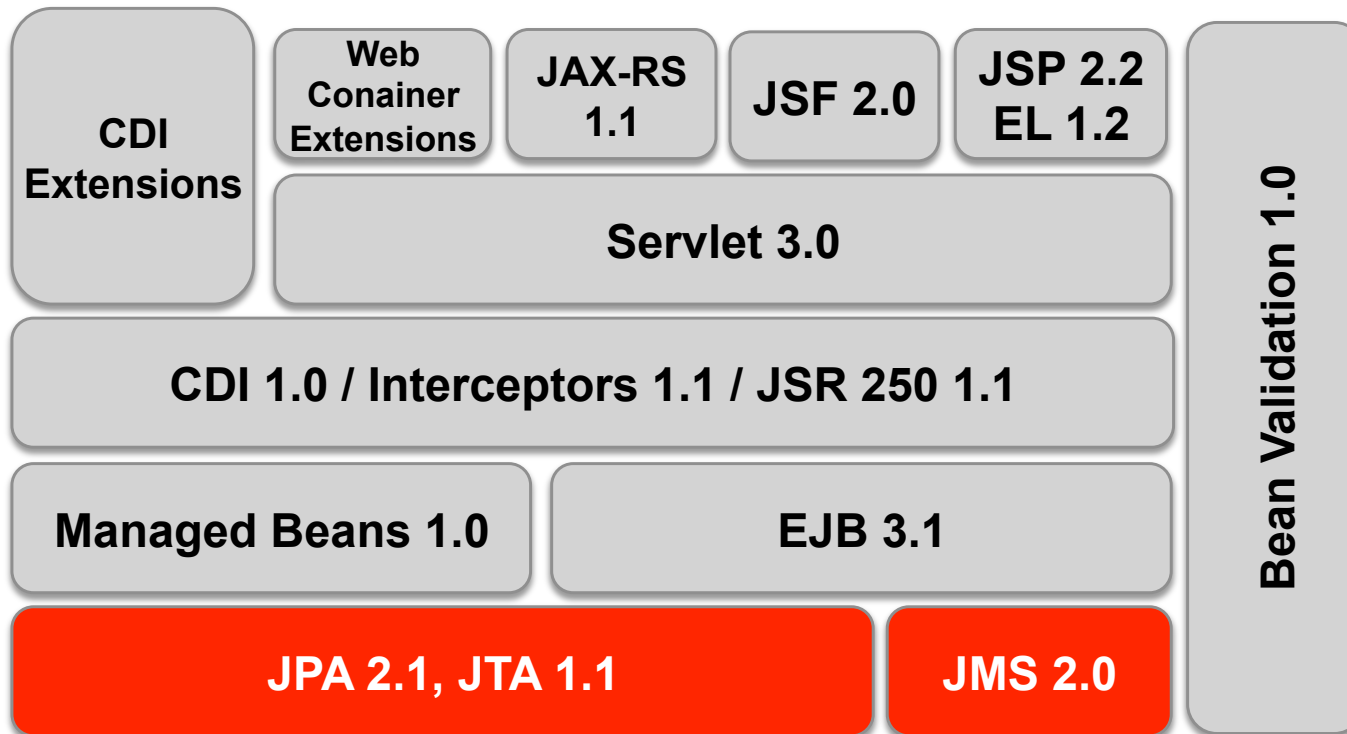 CDI
Extensions
Web
Conainer
Extensions
JAX-RS
1.1
JSF 2.0
JSP 2.2
EL 1.2
Servlet 3.0
CDI 1.0 / Interceptors 1.1 / JSR 250 1.1
Managed Beans 1.0
EJB 3.1
JPA 2.1, JTA 1.1
JMS 2.0
Bean Validation 1.0